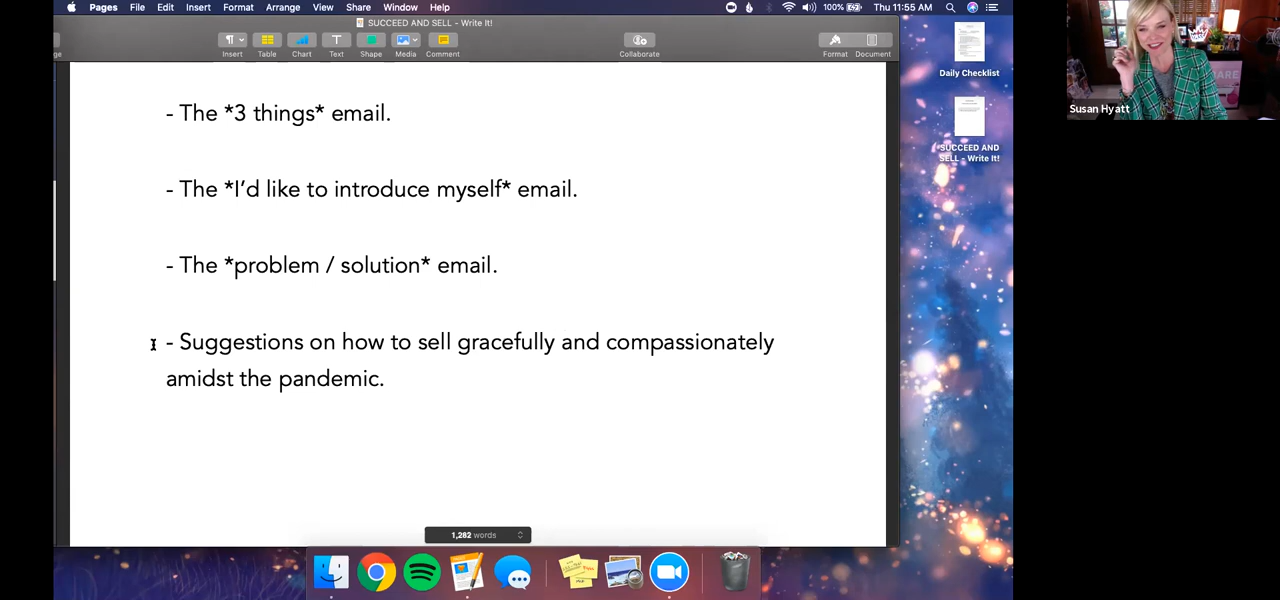 Pages File Edit Insert Format Arrange View Share Window Help 100% Thu 11:55 AM
SUCCEED AND SELL - Write It!
ge Insert Table Chart Text Shape Media Comment Collaborate Format Document
- The *3 things* email.
- The *I’d like to introduce myself* email.
- The *problem / solution* email.
- Suggestions on how to sell gracefully and compassionately
amidst the pandemic.
1,282 words
Daily Checklist
SUCCEED AND
SELL - Write It!
Susan Hyatt